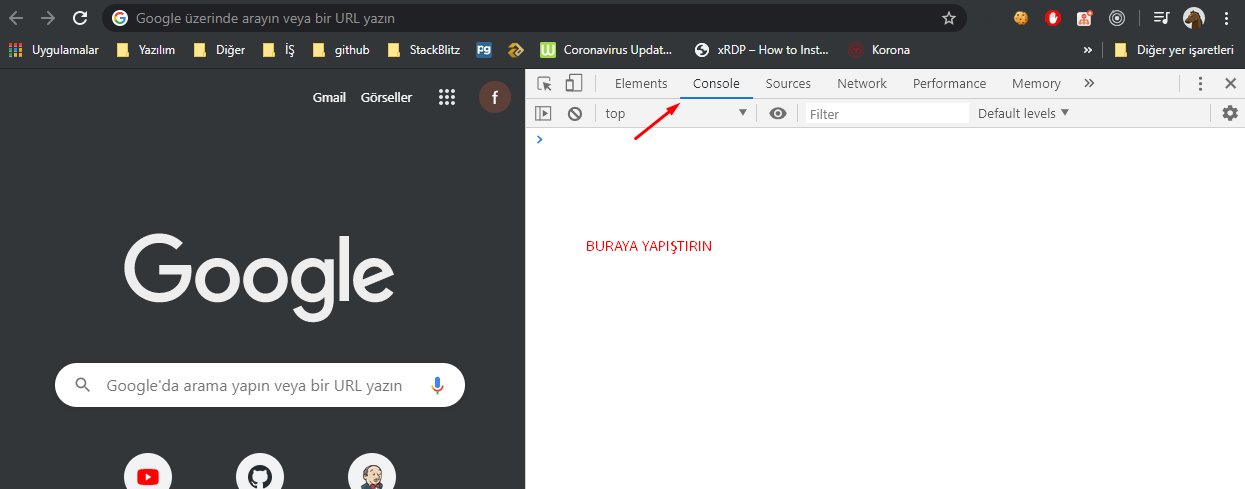 Google üzerinde arayın veya bir URL yazın
Uygulamalar Yazılım Diğer İŞ github StackBlitz pg W Coronavirus Updat... xRDP – How to Inst... Korona » Diğer yer işaretleri
Gmail Görseller f
Elements Console Sources Network Performance Memory »
top Filter Default levels
BURAYA YAPIŞTIRIN
Google
Google'da arama yapın veya bir URL yazın